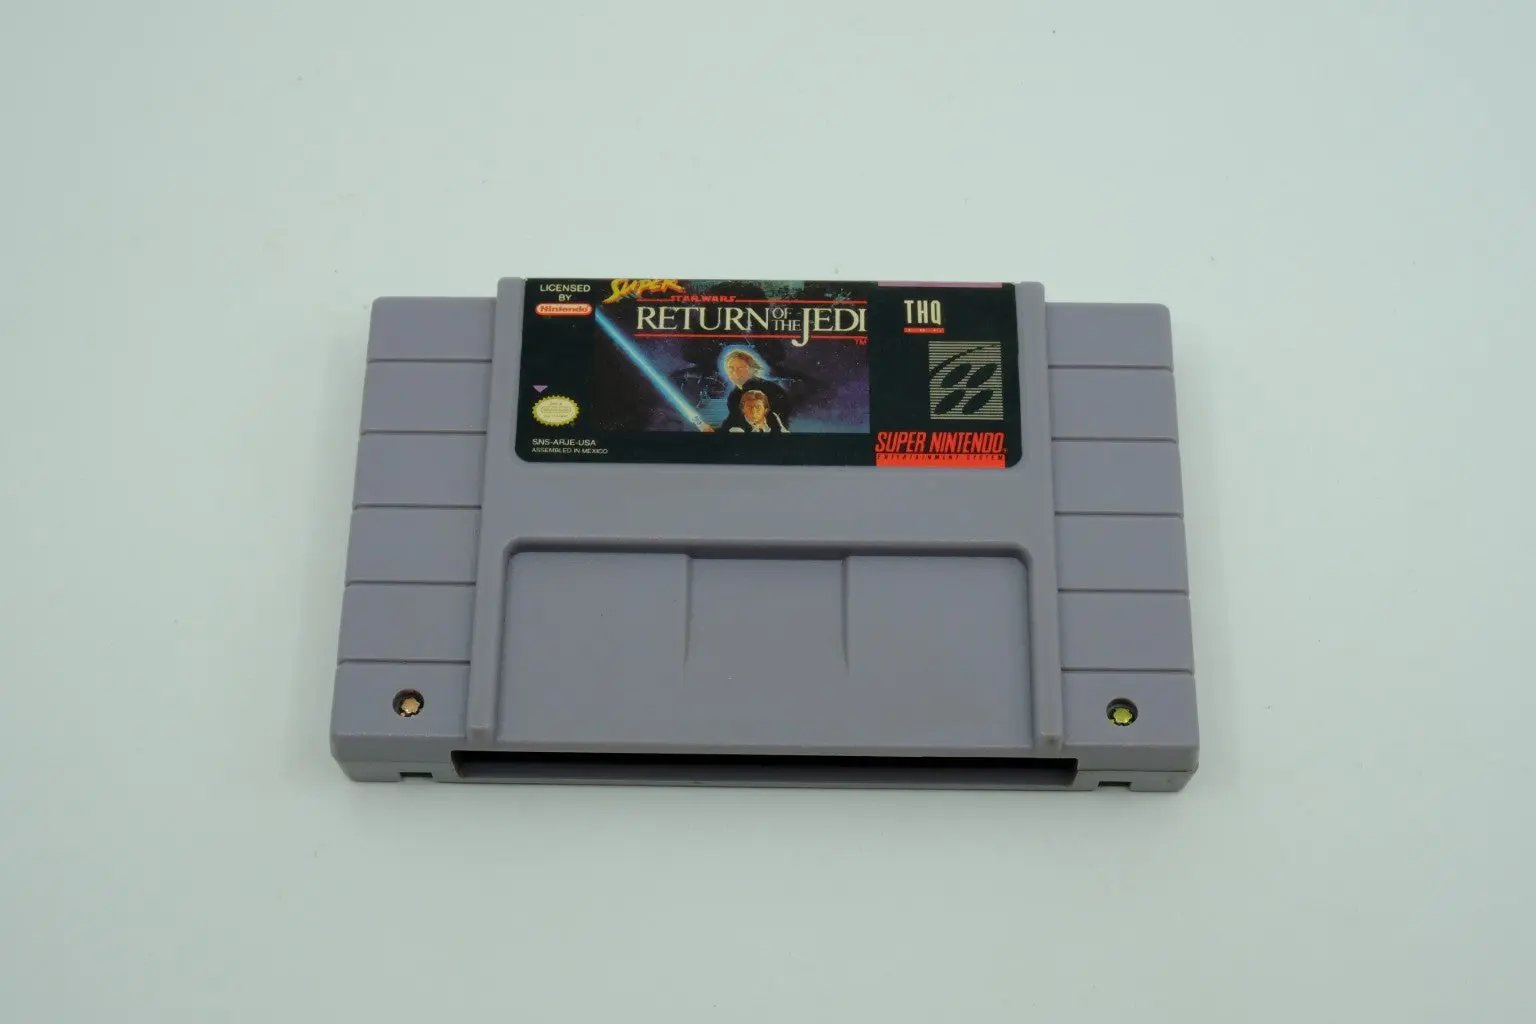 LICENSED
BY
Nintendo
SUPER
STAR WARS
RETURN OF THE JEDI
TM
THQ
SNS-ARJE-USA
ASSEMBLED IN MEXICO
SUPER NINTENDO
ENTERTAINMENT SYSTEM